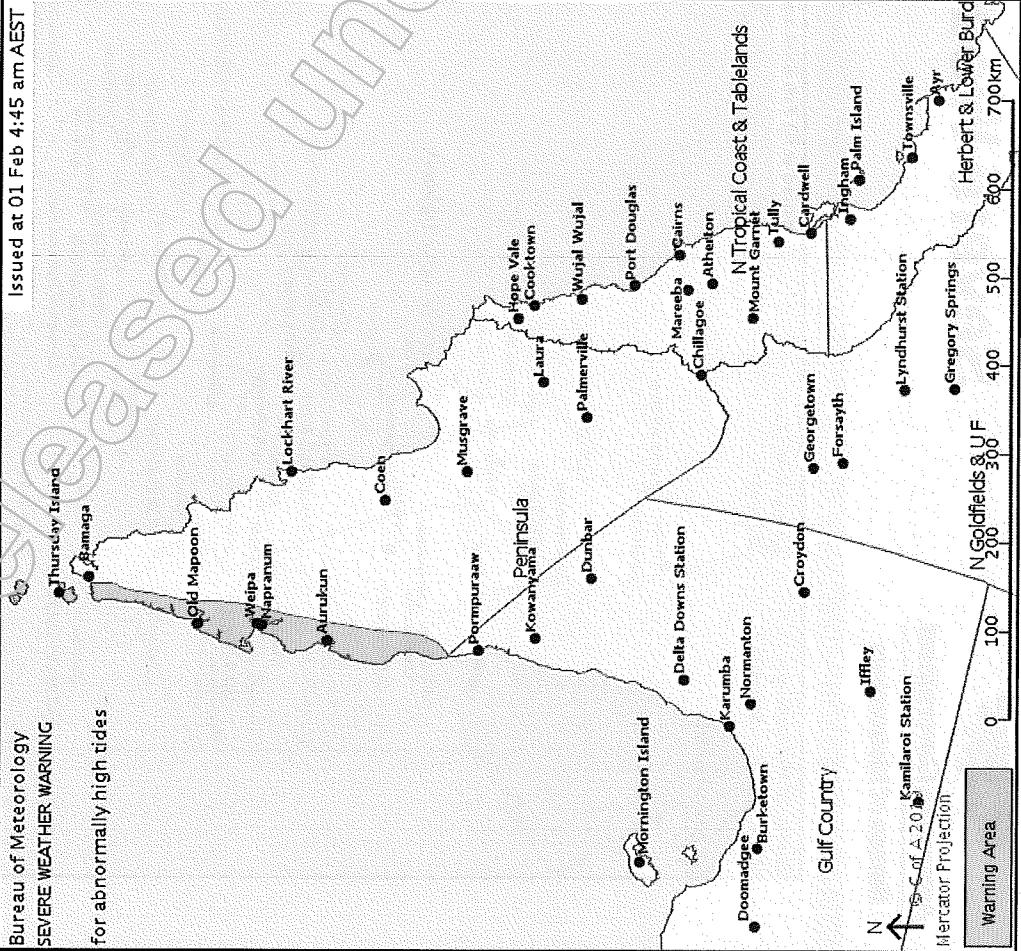 Bureau of Meteorology
SEVERE WEATHER WARNING
for abnormally high tides
Issued at 01 Feb 4:45 am AEST
Thursday Island
Bamaga
Old Mapoon
Weipa
Napranum
Aurukun
Lockhart River
Coen
Musgrave
Pormpuraaw
Peninsula
Kowanyama
Dunbar
Hope Vale
Cooktown
Laura
Wujal Wujal
Palmerville
Port Douglas
Cairns
Mareeba
Atherton
Chillagoe
N Tropical Coast & Tablelands
Mount Garnet
Tully
Cardwell
Ingham
Palm Island
Townsville
Ayr
Herbert & Lower Burd
Mornington Island
Delta Downs Station
Karumba
Normanton
Burketown
Doomadgee
Croydon
Georgetown
Forsayth
Lyndhurst Station
Gregory Springs
Gulf Country
Iffley
Kamilaroi Station
N Goldfields & U F
N
© C of A
Mercator Projection
Warning Area
0 100 200 300 400 500 600 700km
eleased un